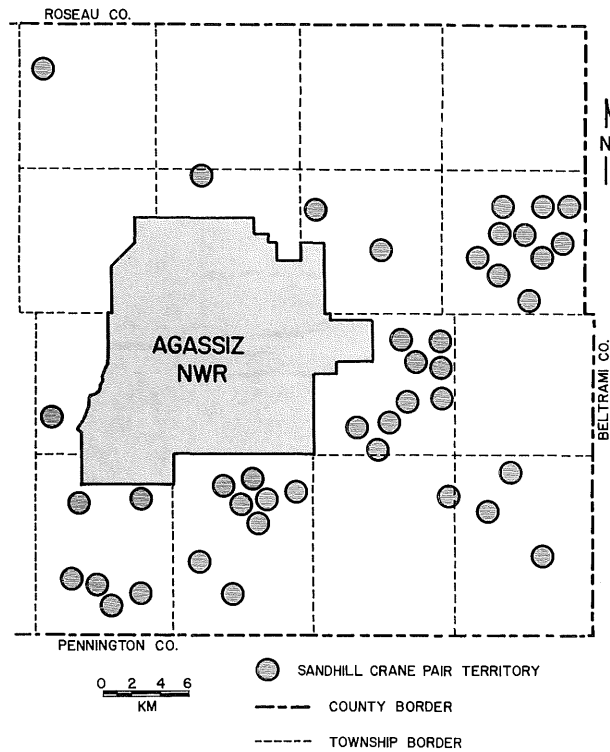 ROSEAU CO.
N
AGASSIZ
NWR
BELTRAMI CO.
PENNINGTON CO.
0 2 4 6
KM
SANDHILL CRANE PAIR TERRITORY
COUNTY BORDER
TOWNSHIP BORDER